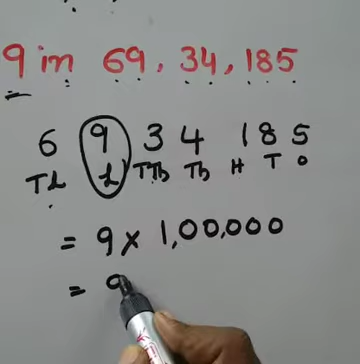 9 in 69,34,185
6 9 3 4 1 8 5
TL L TTh Th H T O
= 9 × 1,00,000
= 9